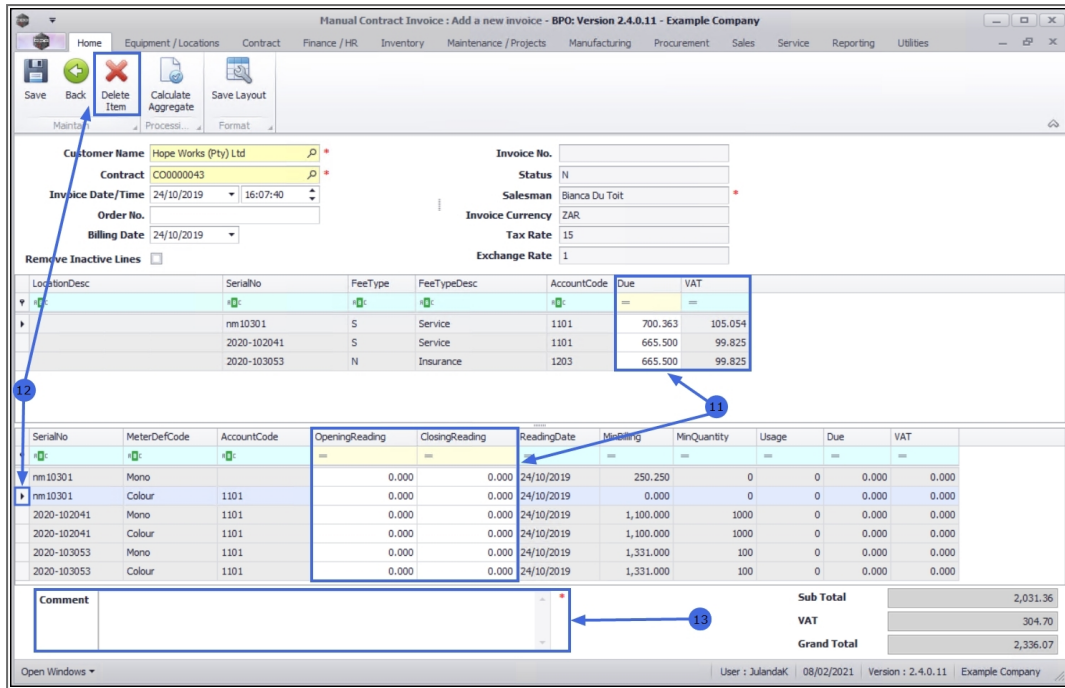 Manual Contract Invoice : Add a new invoice - BPO: Version 2.4.0.11 - Example Company
Home Equipment / Locations Contract Finance / HR Inventory Maintenance / Projects Manufacturing Procurement Sales Service Reporting Utilities
Save Back Delete Item Calculate Aggregate Save Layout
Maintain Processi... Format
Customer Name Hope Works (Pty) Ltd * Invoice No.
Contract CO0000043 * Status N
Invoice Date/Time 24/10/2019 16:07:40 Salesman Bianca Du Toit *
Order No. Invoice Currency ZAR
Billing Date 24/10/2019 Tax Rate 15
Remove Inactive Lines Exchange Rate 1
LocationDesc SerialNo FeeType FeeTypeDesc AccountCode Due VAT
= =
nm10301 S Service 1101 700.363 105.054
2020-102041 S Service 1101 665.500 99.825
2020-103053 N Insurance 1203 665.500 99.825
12
11
SerialNo MeterDefCode AccountCode OpeningReading ClosingReading ReadingDate MinBilling MinQuantity Usage Due VAT
= = = = = = = =
nm10301 Mono 0.000 0.000 24/10/2019 250.250 0 0 0.000 0.000
nm10301 Colour 1101 0.000 0.000 24/10/2019 0.000 0 0 0.000 0.000
2020-102041 Mono 1101 0.000 0.000 24/10/2019 1,100.000 1000 0 0.000 0.000
2020-102041 Colour 1101 0.000 0.000 24/10/2019 1,100.000 1000 0 0.000 0.000
2020-103053 Mono 1101 0.000 0.000 24/10/2019 1,331.000 100 0 0.000 0.000
2020-103053 Colour 1101 0.000 0.000 24/10/2019 1,331.000 100 0 0.000 0.000
Comment * Sub Total 2,031.36
13 VAT 304.70
Grand Total 2,336.07
Open Windows User : JulandaK 08/02/2021 Version : 2.4.0.11 Example Company